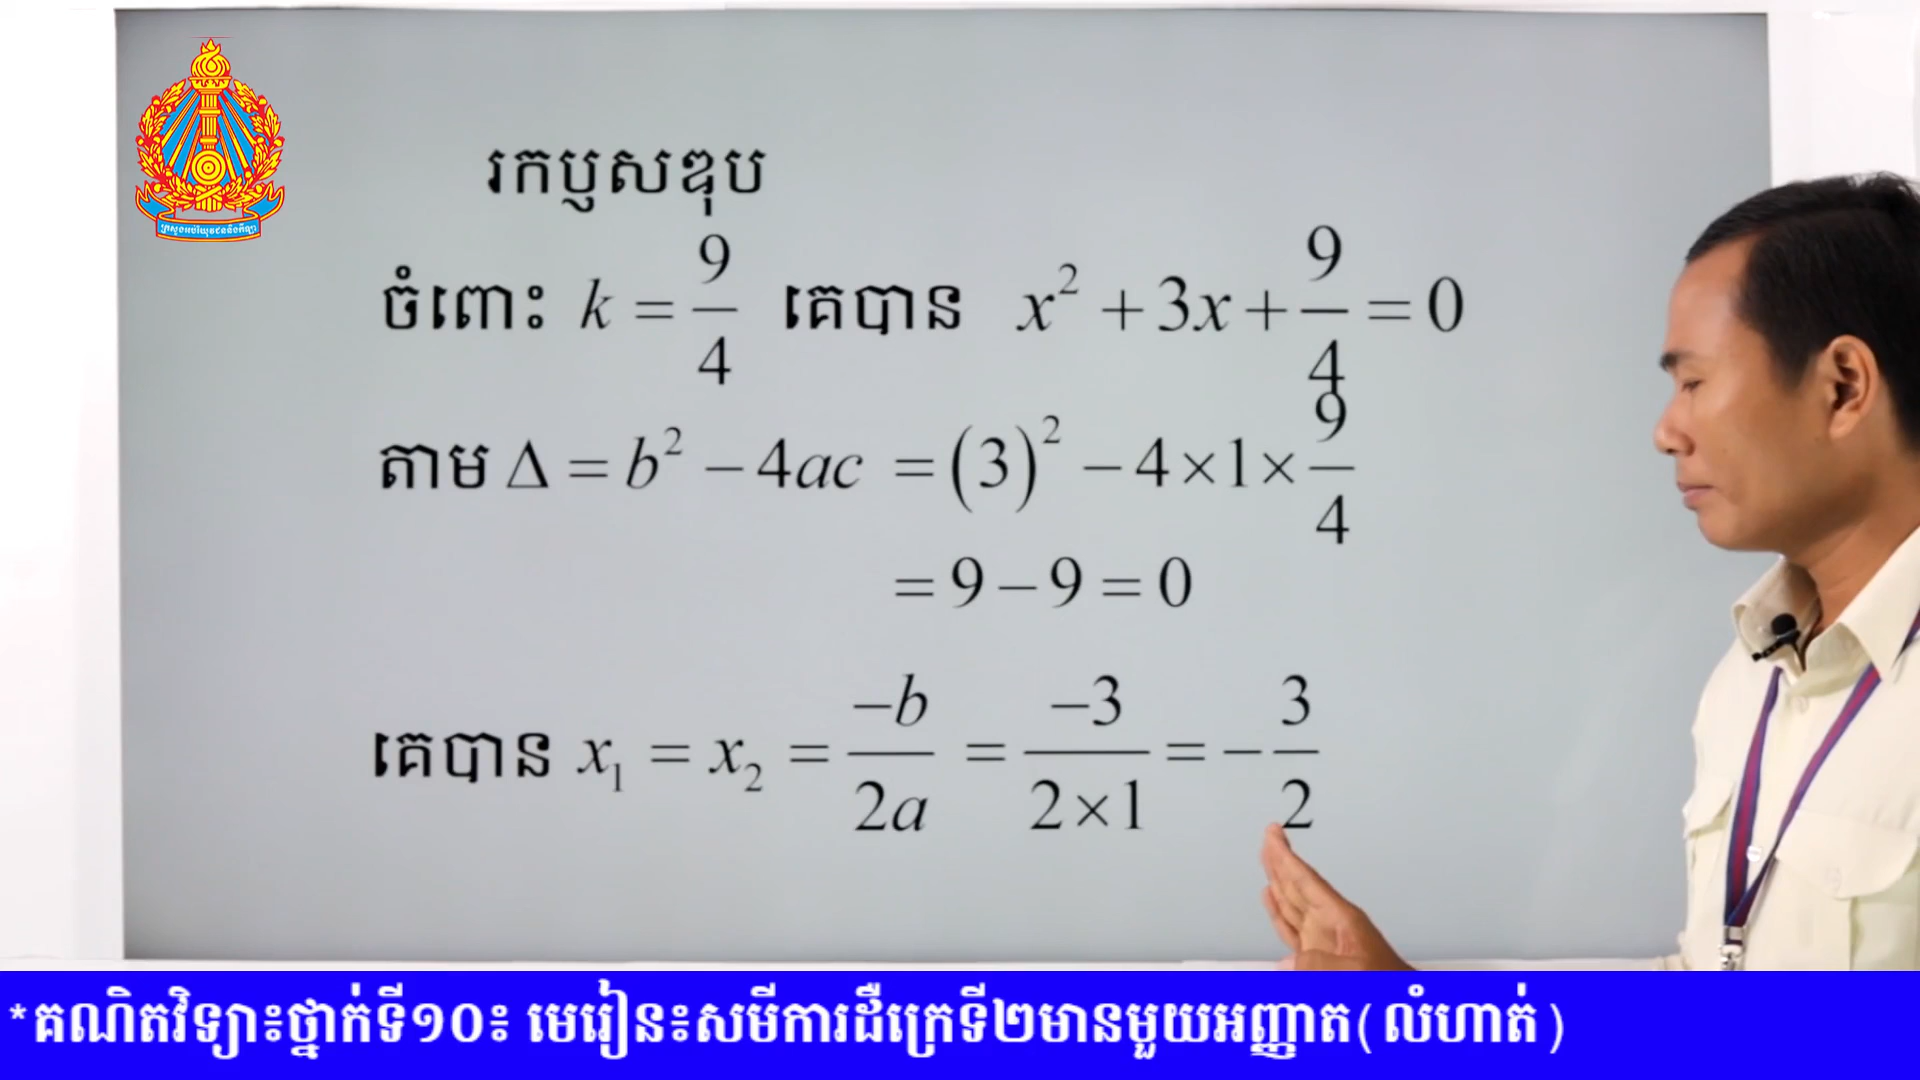 រកឫសឌុប
ចំពោះ k = 9/4 គេបាន x² + 3x + 9/4 = 0
តាម Δ = b² − 4ac = (3)² − 4×1× 9/4
= 9 − 9 = 0
គេបាន x₁ = x₂ = −b/2a = −3/2×1 = − 3/2
*គណិតវិទ្យា៖ថ្នាក់ទី១០៖ មេរៀន៖សមីការដឺក្រេទី២មានមួយអញ្ញាត(លំហាត់)